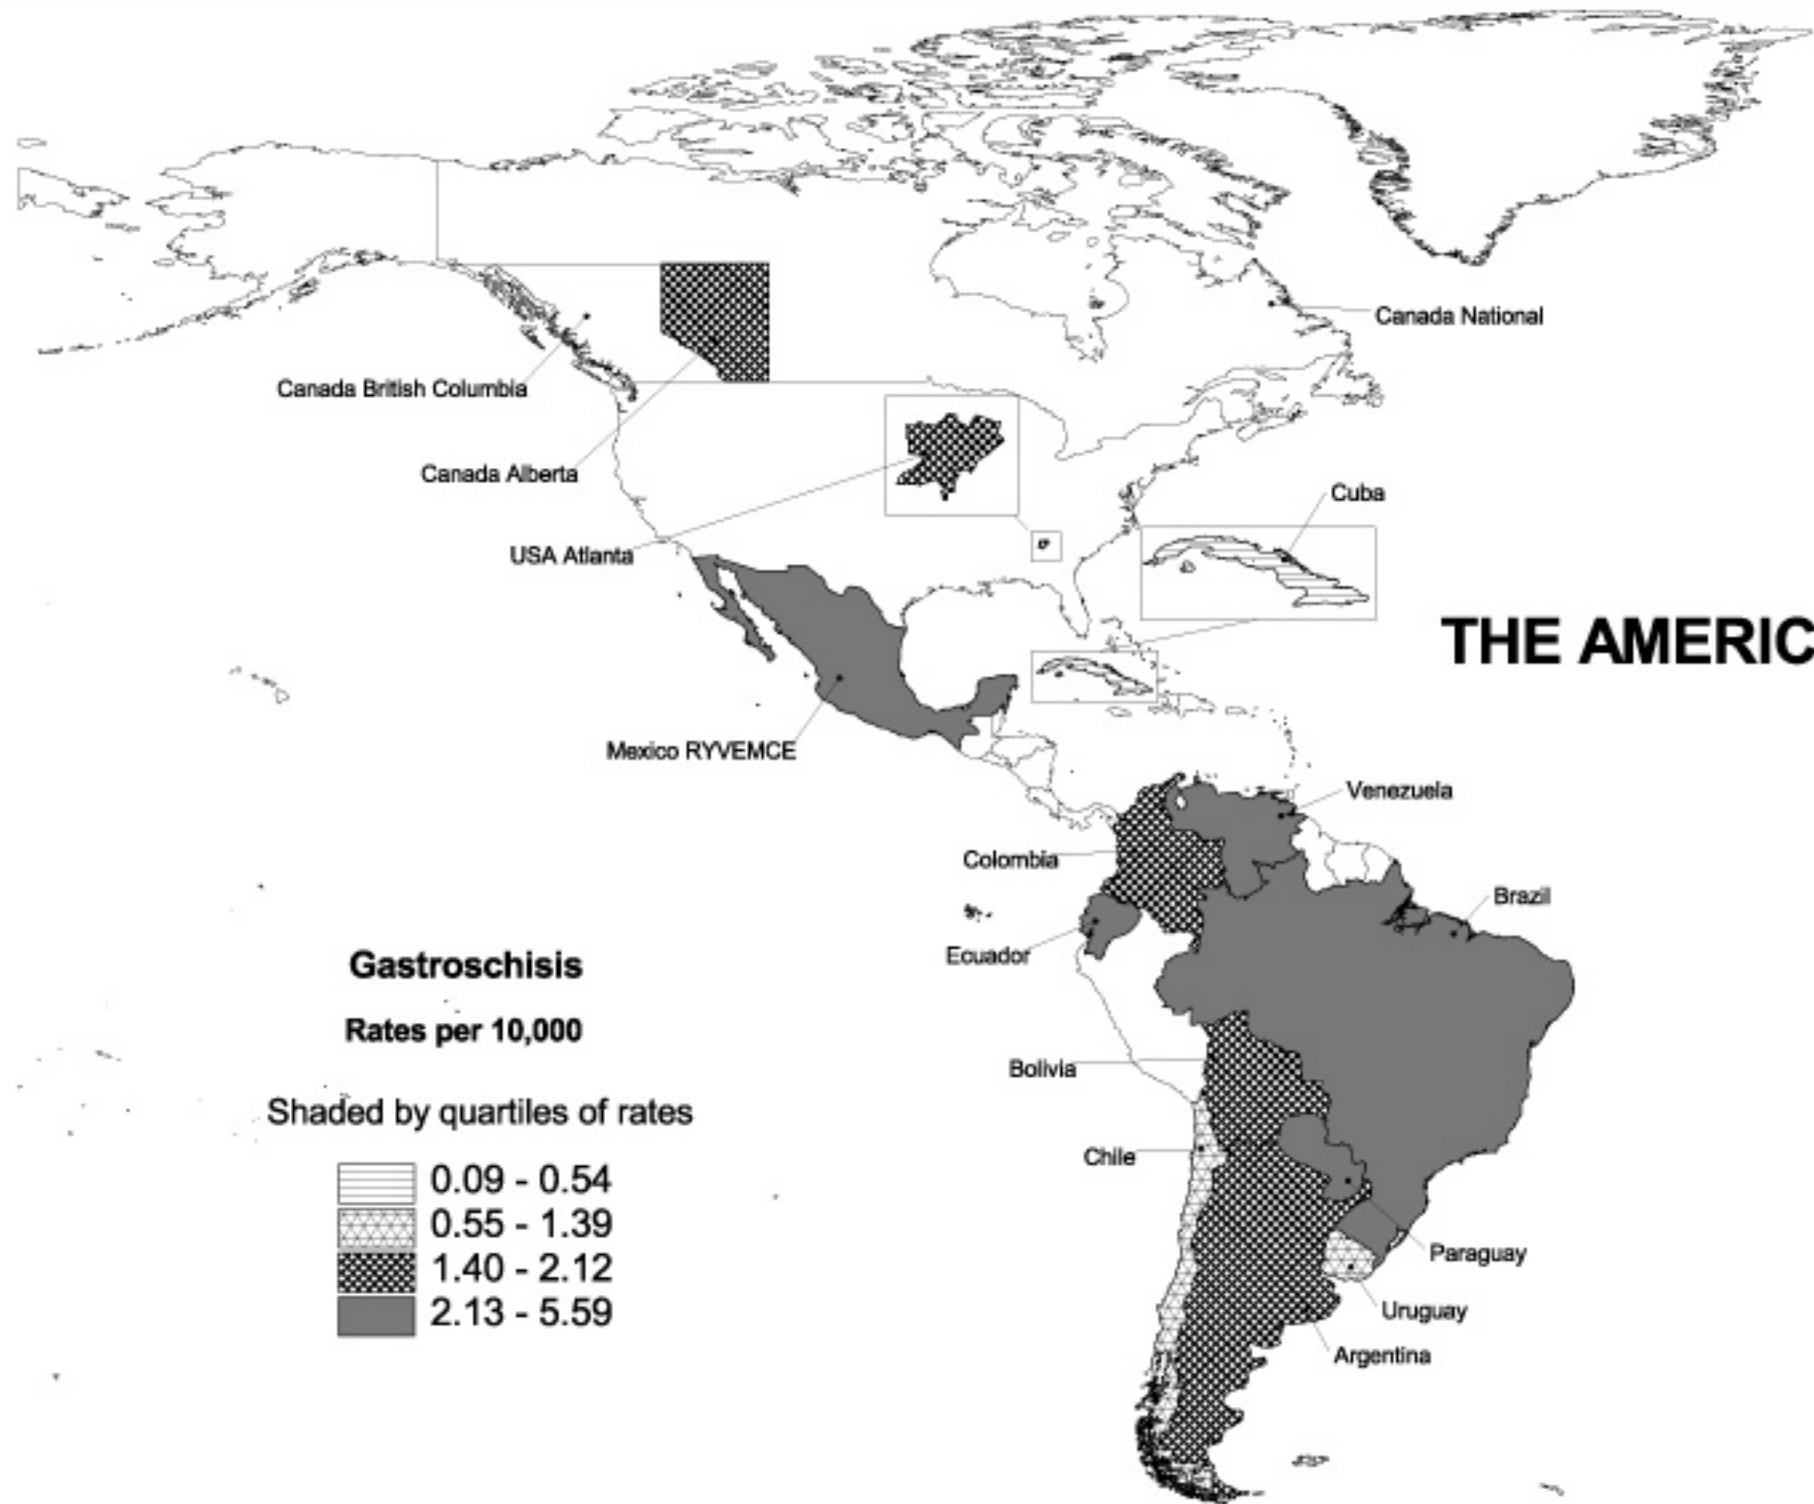 Canada National
Canada British Columbia
Canada Alberta
Cuba
USA Atlanta
THE AMERIC
Mexico RYVEMCE
Venezuela
Colombia
Brazil
Ecuador
Gastroschisis
Rates per 10,000
Bolivia
Shaded by quartiles of rates
Chile
0.09 - 0.54
0.55 - 1.39
1.40 - 2.12
2.13 - 5.59
Paraguay
Uruguay
Argentina